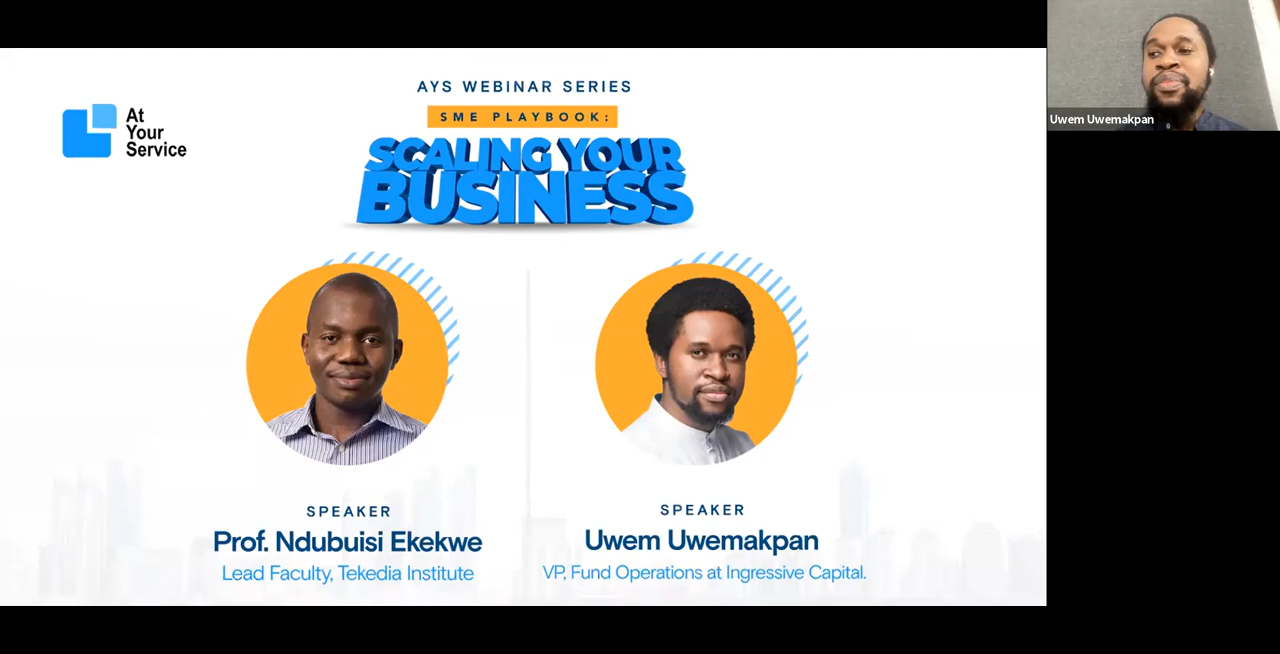 AYS WEBINAR SERIES
SME PLAYBOOK:
SCALING YOUR
BUSINESS
At
Your
Service
Uwem Uwemakpan
SPEAKER
Prof. Ndubuisi Ekekwe
Lead Faculty, Tekedia Institute
SPEAKER
Uwem Uwemakpan
VP, Fund Operations at Ingressive Capital.